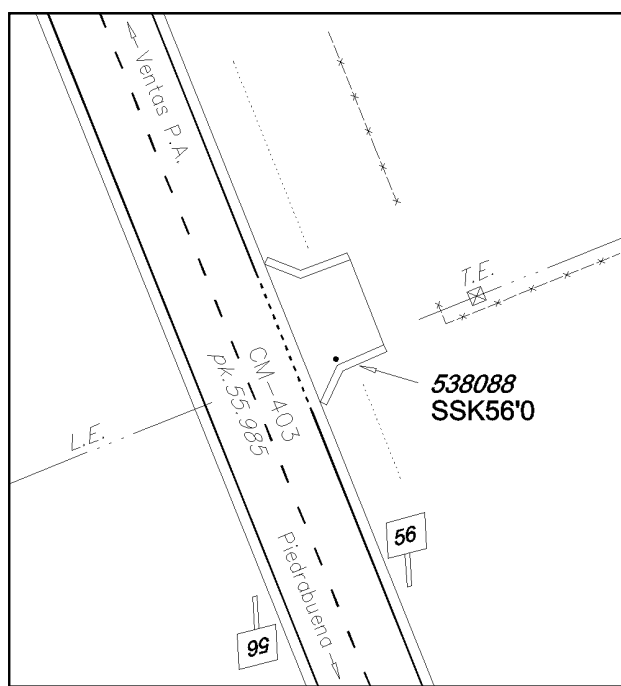 Ventas P.A.
T.E.
CM-403
pk.55.985
538088
SSK56'0
L.E.
56
Piedrabuena
56